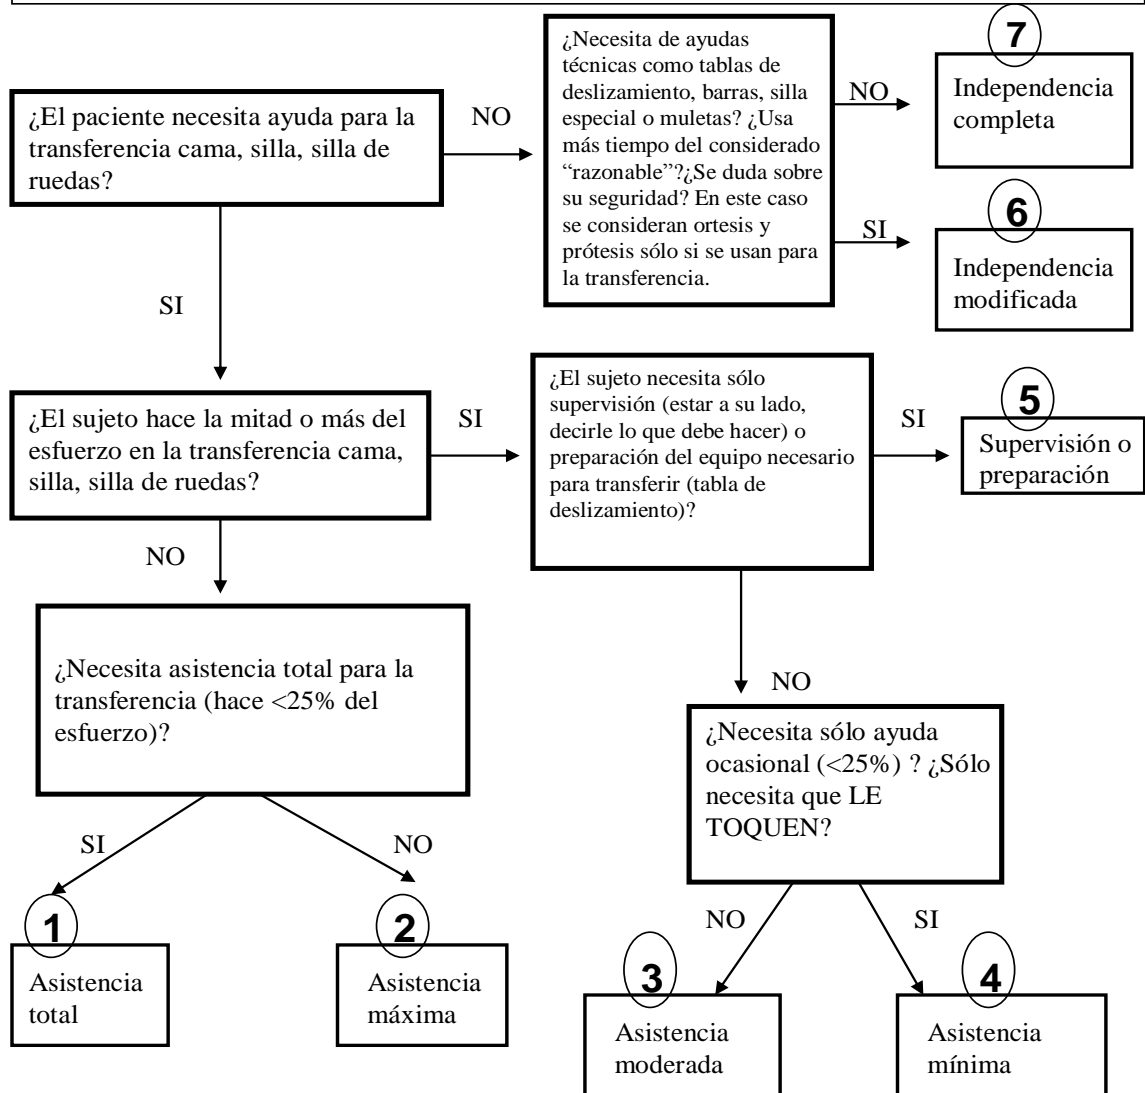 ¿El paciente necesita ayuda para la
transferencia cama, silla, silla de
ruedas?
NO
¿Necesita de ayudas
técnicas como tablas de
deslizamiento, barras, silla
especial o muletas? ¿Usa
más tiempo del considerado
“razonable”?¿Se duda sobre
su seguridad? En este caso
se consideran ortesis y
prótesis sólo si se usan para
la transferencia.
NO
7
Independencia
completa
SI
6
Independencia
modificada
SI
¿El sujeto hace la mitad o más del
esfuerzo en la transferencia cama,
silla, silla de ruedas?
SI
¿El sujeto necesita sólo
supervisión (estar a su lado,
decirle lo que debe hacer) o
preparación del equipo necesario
para transferir (tabla de
deslizamiento)?
SI
5
Supervisión o
preparación
NO
¿Necesita asistencia total para la
transferencia (hace <25% del
esfuerzo)?
NO
¿Necesita sólo ayuda
ocasional (<25%) ? ¿Sólo
necesita que LE
TOQUEN?
SI
NO
1
Asistencia
total
2
Asistencia
máxima
NO
SI
3
Asistencia
moderada
4
Asistencia
mínima